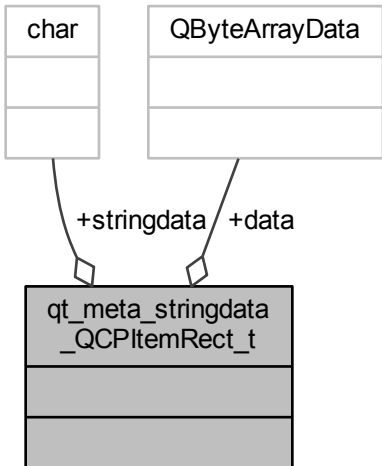 char
QByteArrayData
+stringdata
+data
qt_meta_stringdata
_QCPItemRect_t